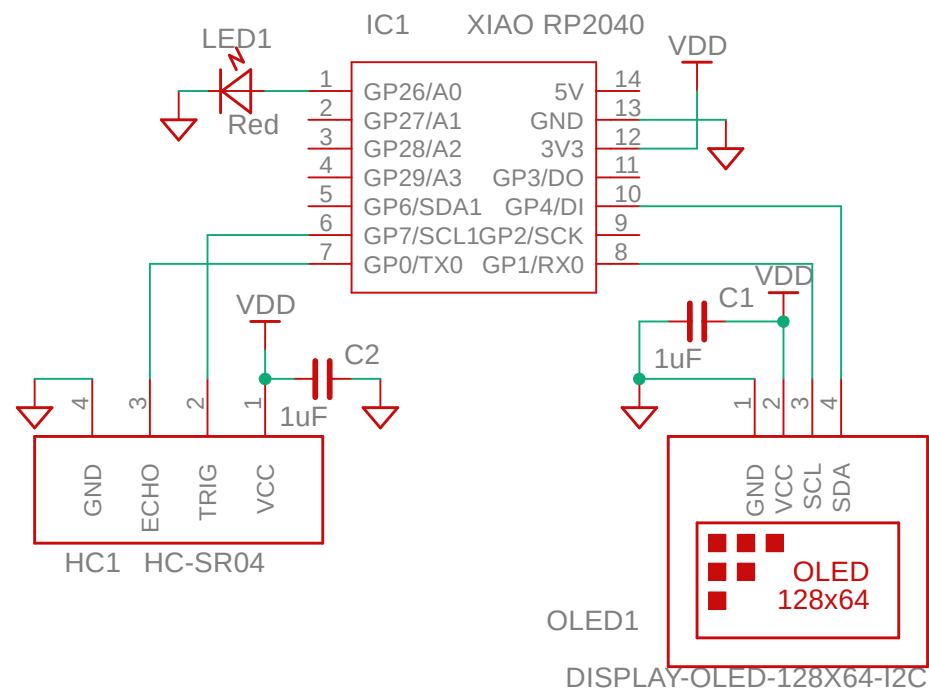 IC1 XIAO RP2040
LED1
VDD
Red
1 GP26/A0 5V 14
2 GP27/A1 GND 13
3 GP28/A2 3V3 12
4 GP29/A3 GP3/DO 11
5 GP6/SDA1 GP4/DI 10
6 GP7/SCL1 GP2/SCK 9
7 GP0/TX0 GP1/RX0 8
VDD
C2
1uF
VDD
C1
1uF
4 3 2 1
GND ECHO TRIG VCC
HC1 HC-SR04
1 2 3 4
GND VCC SCL SDA
OLED
128x64
OLED1
DISPLAY-OLED-128X64-I2C